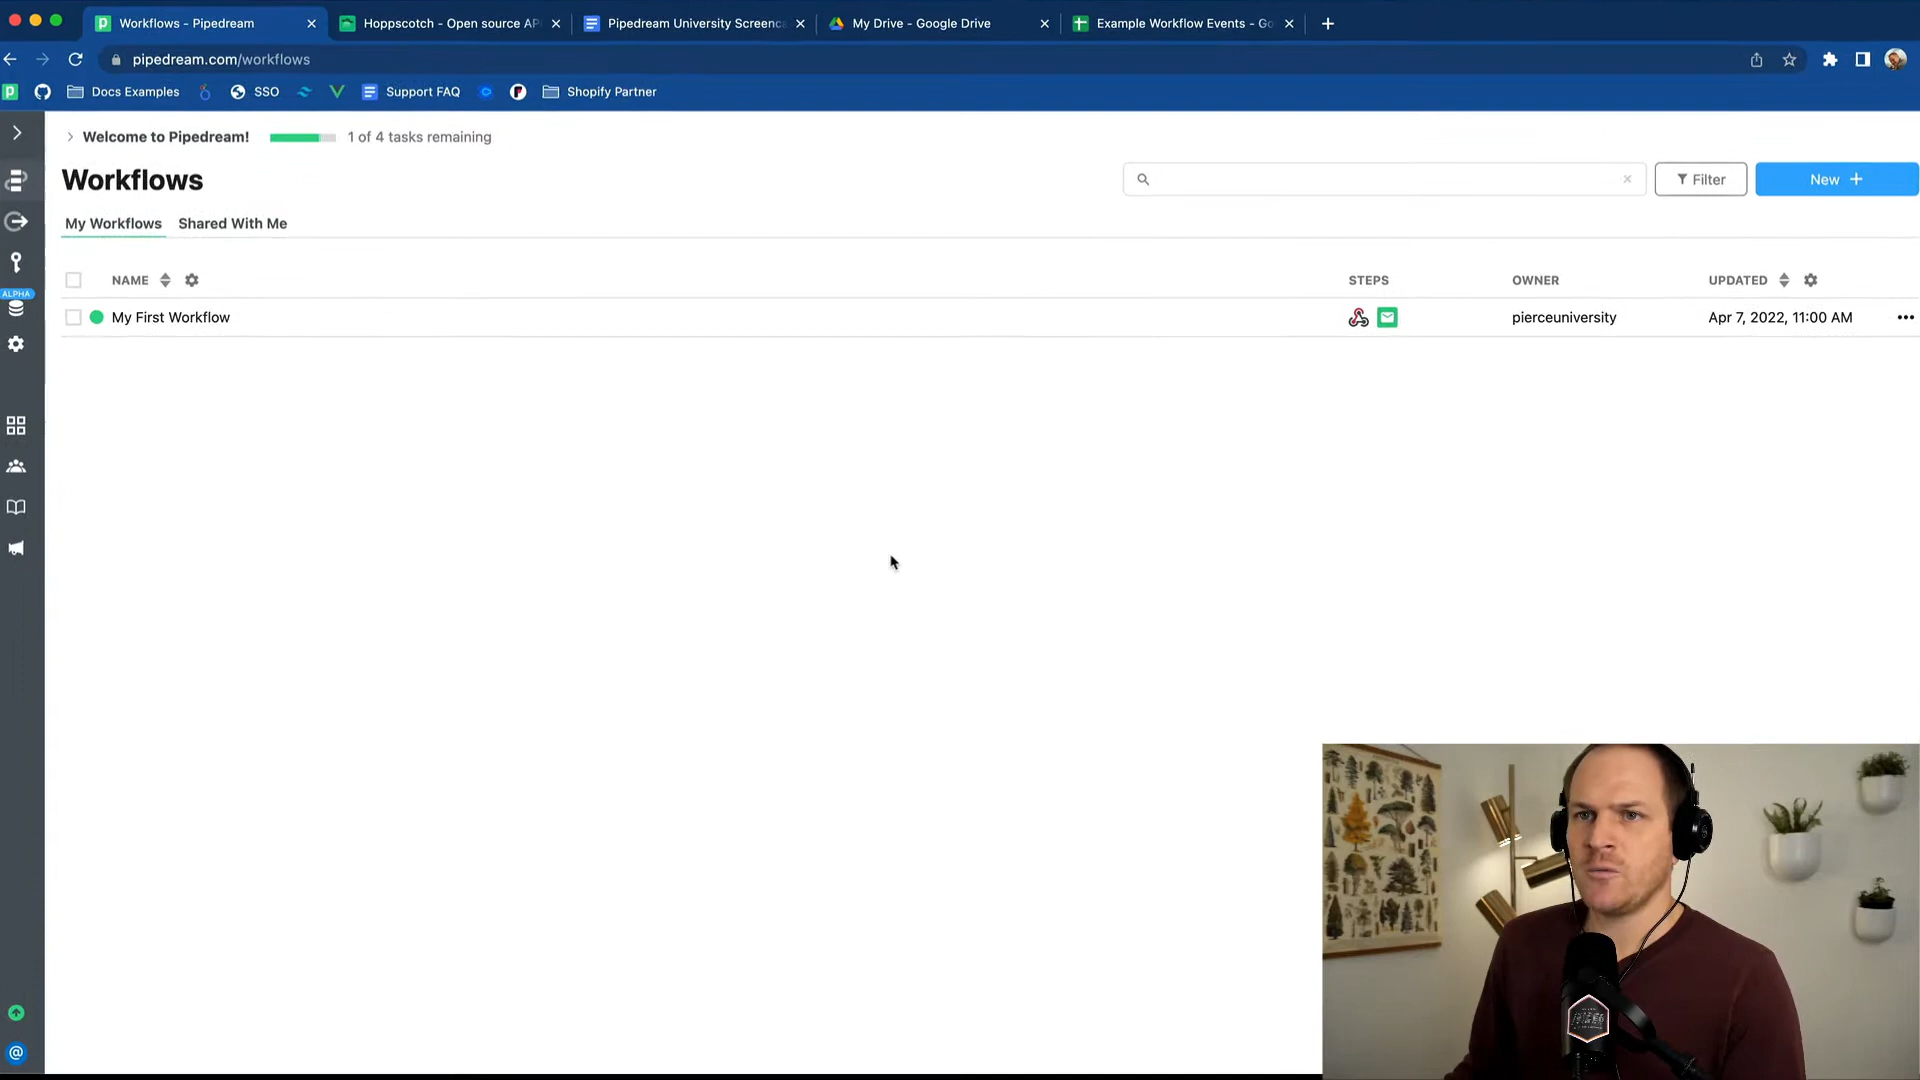 Workflows - Pipedream
Hoppscotch - Open source AP
Pipedream University Screenca
My Drive - Google Drive
Example Workflow Events - Go
pipedream.com/workflows
Docs Examples
SSO
Support FAQ
Shopify Partner
Welcome to Pipedream!
1 of 4 tasks remaining
Workflows
Filter
New +
My Workflows
Shared With Me
NAME
STEPS
OWNER
UPDATED
ALPHA
My First Workflow
pierceuniversity
Apr 7, 2022, 11:00 AM